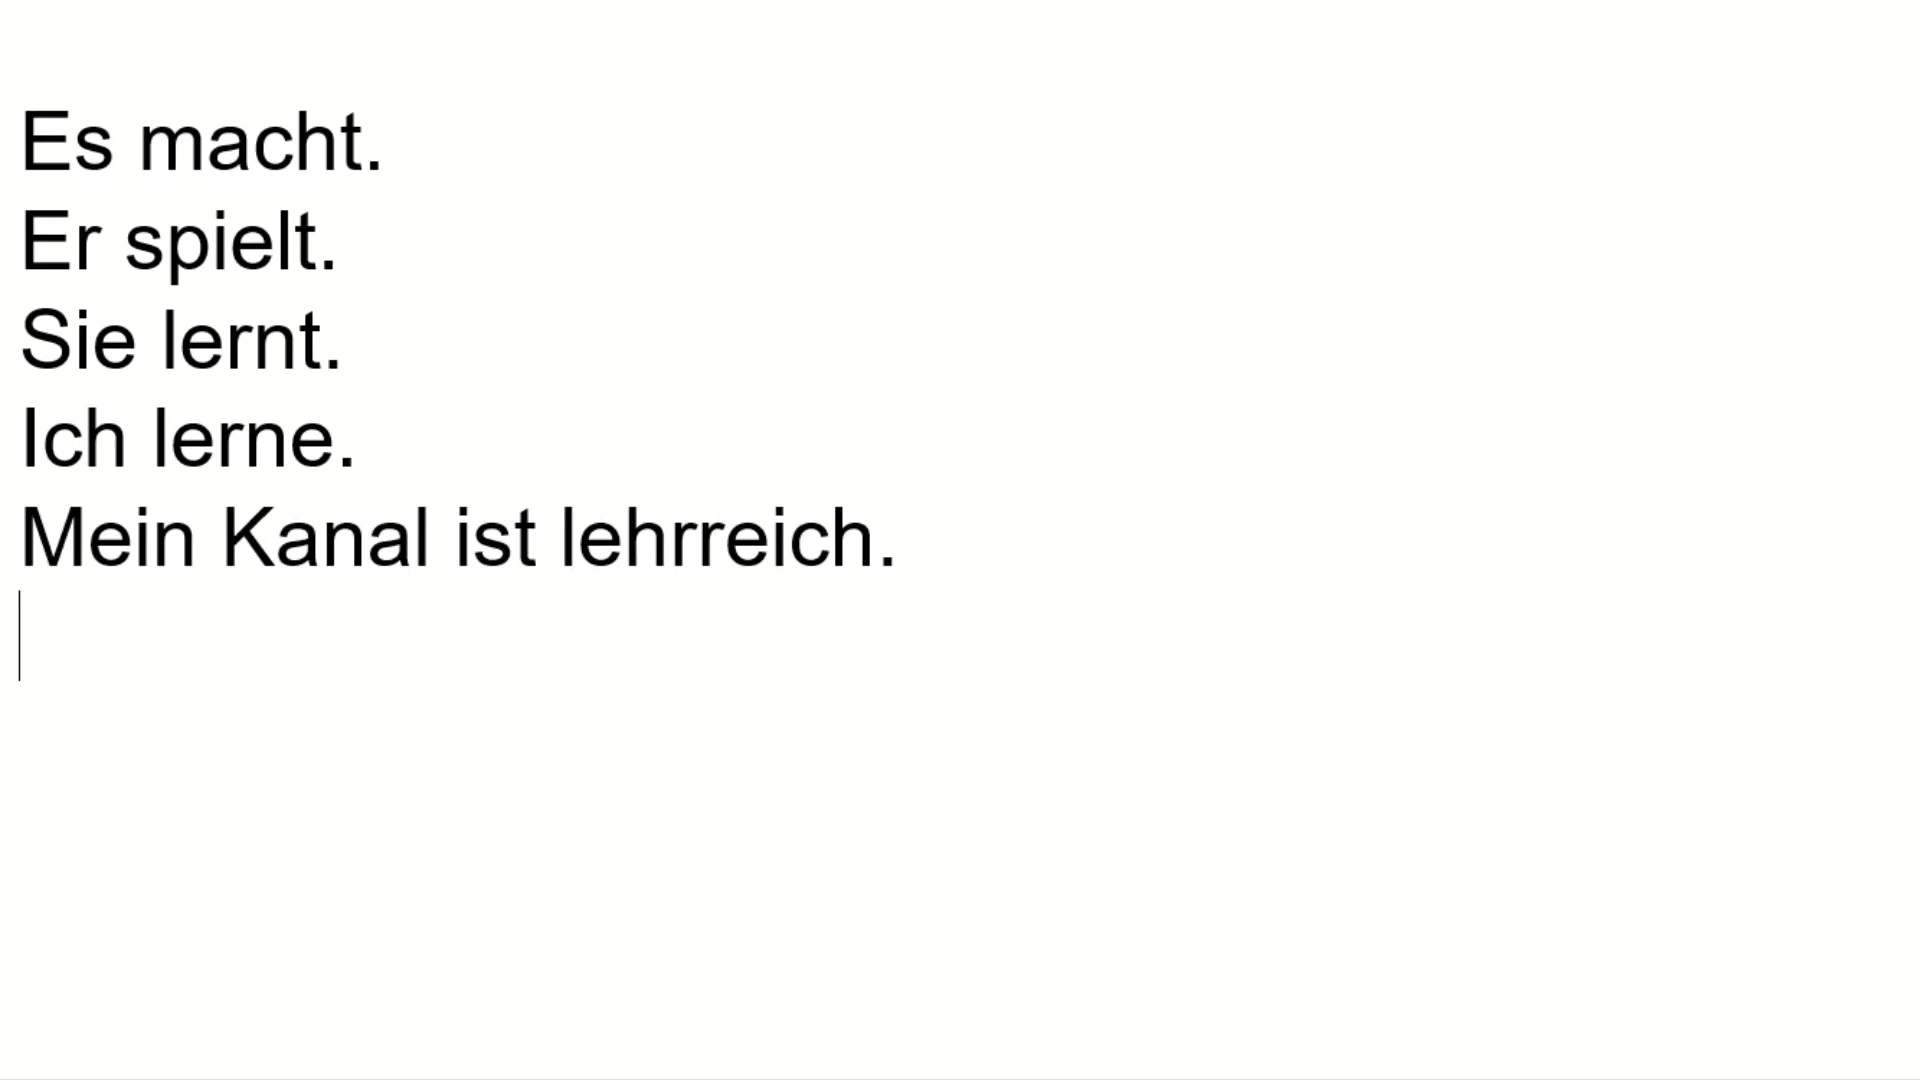 Es macht.
Er spielt.
Sie lernt.
Ich lerne.
Mein Kanal ist lehrreich.